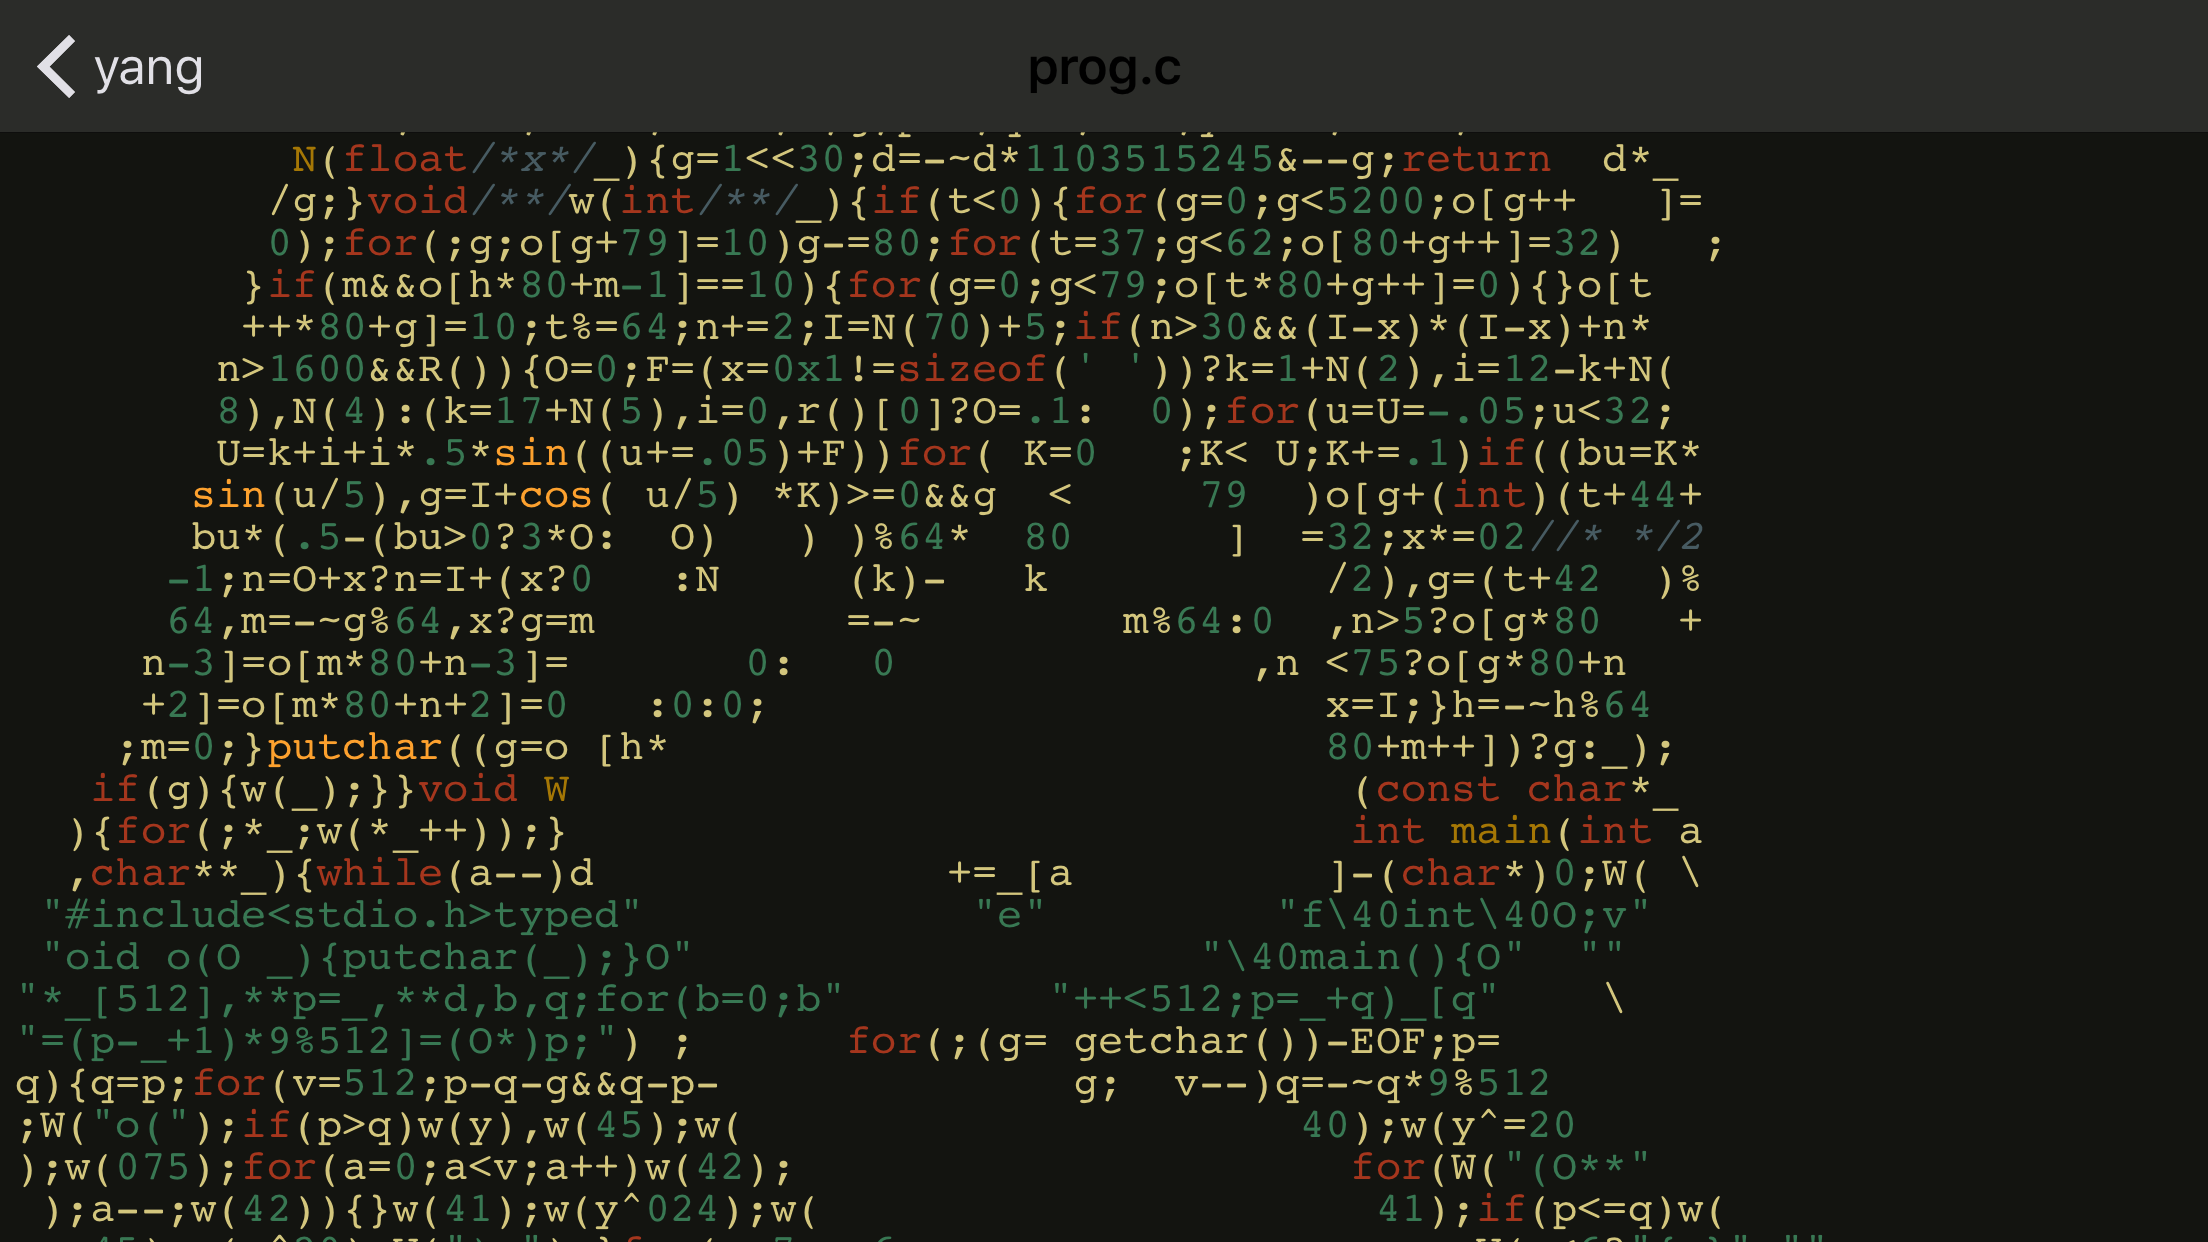 yang
prog.c
N(float/*x*/_){g=1<<30;d=-~d*1103515245&--g;return  d*_
/g;}void/**/w(int/**/_){if(t<0){for(g=0;g<5200;o[g++   ]=
0);for(;g;o[g+79]=10)g-=80;for(t=37;g<62;o[80+g++]=32)   ;
}if(m&&o[h*80+m-1]==10){for(g=0;g<79;o[t*80+g++]=0){}o[t
++*80+g]=10;t%=64;n+=2;I=N(70)+5;if(n>30&&(I-x)*(I-x)+n*
n>1600&&R()){O=0;F=(x=0x1!=sizeof(' '))?k=1+N(2),i=12-k+N(
8),N(4):(k=17+N(5),i=0,r()[0]?O=.1:  0);for(u=U=-.05;u<32;
U=k+i+i*.5*sin((u+=.05)+F))for( K=0   ;K< U;K+=.1)if((bu=K*
sin(u/5),g=I+cos( u/5) *K)>=0&&g  <     79  )o[g+(int)(t+44+
bu*(.5-(bu>0?3*O:  O)   ) )%64*  80      ]  =32;x*=02//* */2
-1;n=O+x?n=I+(x?0   :N     (k)-   k           /2),g=(t+42  )%
64,m=-~g%64,x?g=m          =-~        m%64:0  ,n>5?o[g*80   +
n-3]=o[m*80+n-3]=       0:   0              ,n <75?o[g*80+n
+2]=o[m*80+n+2]=0   :0:0;                      x=I;}h=-~h%64
;m=0;}putchar((g=o [h*                          80+m++])?g:_);
if(g){w(_);}}void W                               (const char*_
){for(;*_;w(*_++));}                               int main(int a
,char**_){while(a--)d              +=_[a          ]-(char*)0;W( \
"#include<stdio.h>typed"             "e"         "f\40int\40O;v"
"oid o(O _){putchar(_);}O"                    "\40main(){O"  ""
"*_[512],**p=_,**d,b,q;for(b=0;b"        "++<512;p=_+q)_[q"    \
"=(p-_+1)*9%512]=(O*)p;") ;      for(;(g= getchar())-EOF;p=
q){q=p;for(v=512;p-q-g&&q-p-              g;  v--)q=-~q*9%512
;W("o(");if(p>q)w(y),w(45);w(                      40);w(y^=20
);w(075);for(a=0;a<v;a++)w(42);                      for(W("(O**"
);a--;w(42)){}w(41);w(y^024);w(                      41);if(p<=q)w(